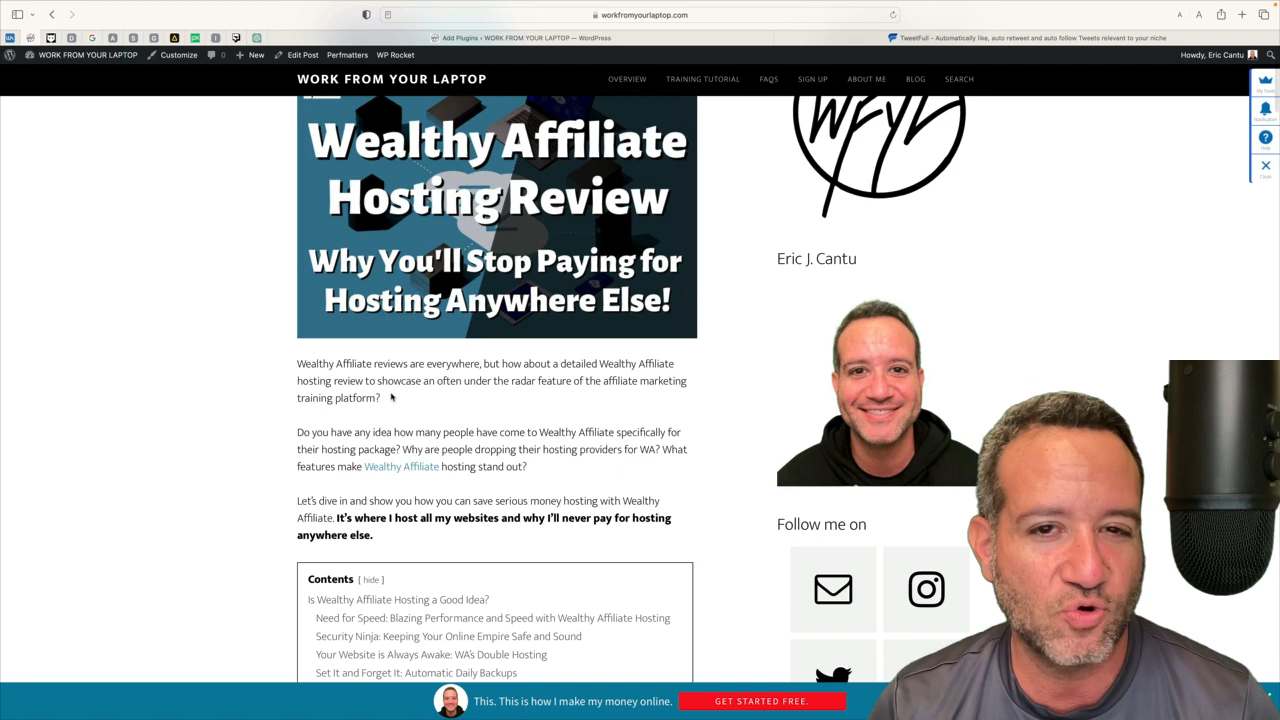 workfromyourlaptop.com
Add Plugins ‹ WORK FROM YOUR LAPTOP — WordPress
TweetFull - Automatically like, auto retweet and auto follow Tweets relevant to your niche
WORK FROM YOUR LAPTOP
Customize
0
New
Edit Post
Perfmatters
WP Rocket
Howdy, Eric Cantu
WORK FROM YOUR LAPTOP
OVERVIEW
TRAINING TUTORIAL
FAQS
SIGN UP
ABOUT ME
BLOG
SEARCH
My Tools
Notification
Help
Close
Wealthy Affiliate
Hosting Review
Why You'll Stop Paying for
Hosting Anywhere Else!
WFYL
Eric J. Cantu
Wealthy Affiliate reviews are everywhere, but how about a detailed Wealthy Affiliate
hosting review to showcase an often under the radar feature of the affiliate marketing
training platform?
Do you have any idea how many people have come to Wealthy Affiliate specifically for
their hosting package? Why are people dropping their hosting providers for WA? What
features make Wealthy Affiliate hosting stand out?
Let's dive in and show you how you can save serious money hosting with Wealthy
Affiliate. It's where I host all my websites and why I'll never pay for hosting
anywhere else.
Follow me on
Contents [ hide ]
Is Wealthy Affiliate Hosting a Good Idea?
Need for Speed: Blazing Performance and Speed with Wealthy Affiliate Hosting
Security Ninja: Keeping Your Online Empire Safe and Sound
Your Website is Always Awake: WA's Double Hosting
Set It and Forget It: Automatic Daily Backups
This. This is how I make my money online.
GET STARTED FREE.